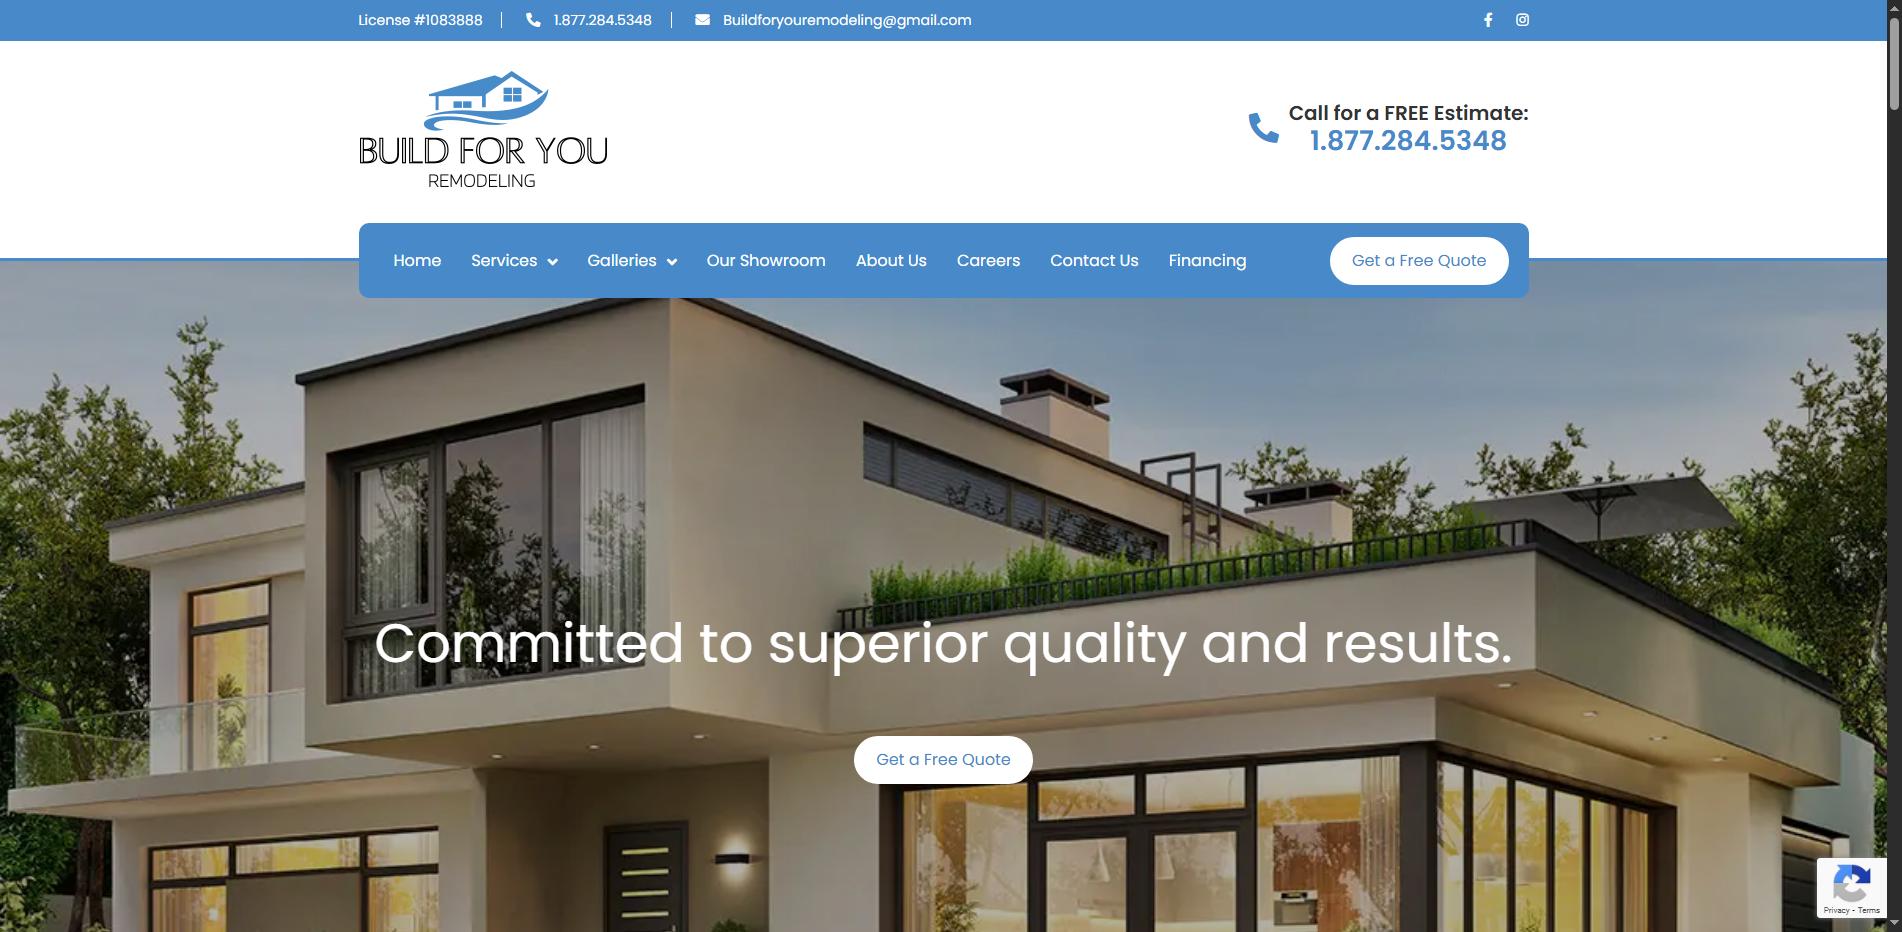 License #1083888
1.877.284.5348
Buildforyouremodeling@gmail.com
BUILD FOR YOU
REMODELING
Call for a FREE Estimate:
1.877.284.5348
Home Services Galleries Our Showroom About Us Careers Contact Us Financing Get a Free Quote
Committed to superior quality and results.
Get a Free Quote
Privacy - Terms